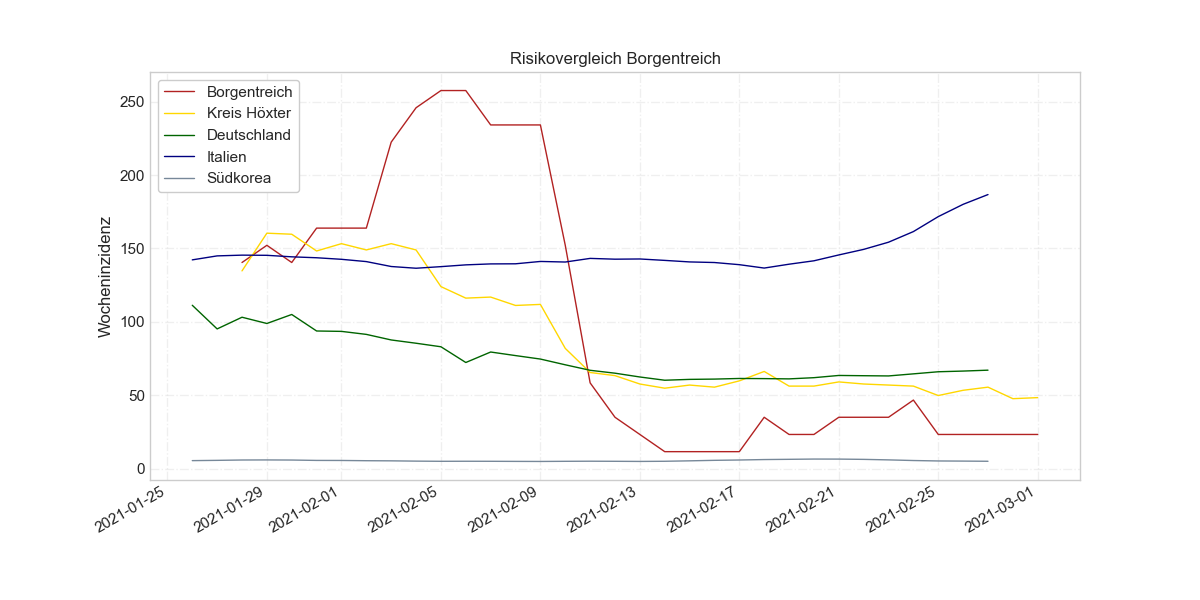 Risikovergleich Borgentreich
Wocheninzidenz
250
200
150
100
50
0
Borgentreich
Kreis Höxter
Deutschland
Italien
Südkorea
2021-01-25
2021-01-29
2021-02-01
2021-02-05
2021-02-09
2021-02-13
2021-02-17
2021-02-21
2021-02-25
2021-03-01